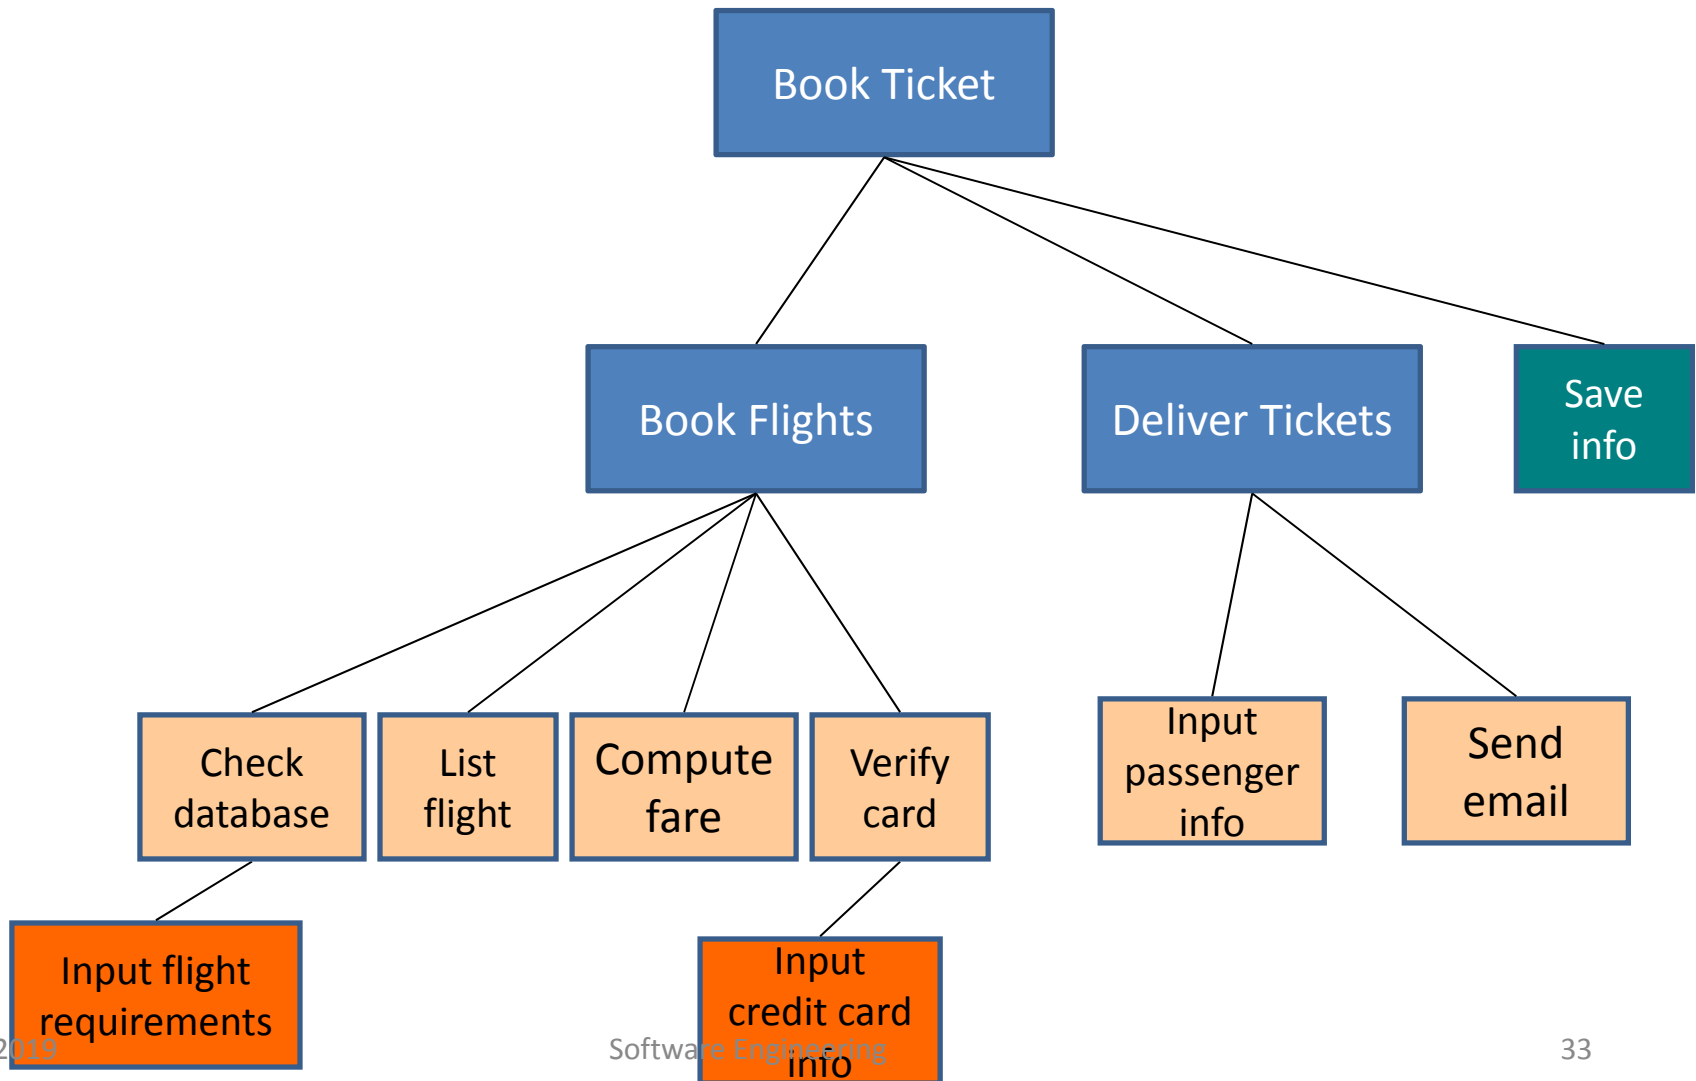 Book Ticket
Book Flights
Deliver Tickets
Save
info
Check
database
List
flight
Compute
fare
Verify
card
Input
passenger
info
Send
email
Input flight
requirements
Input
credit card
info
2019
Software Engineering
33